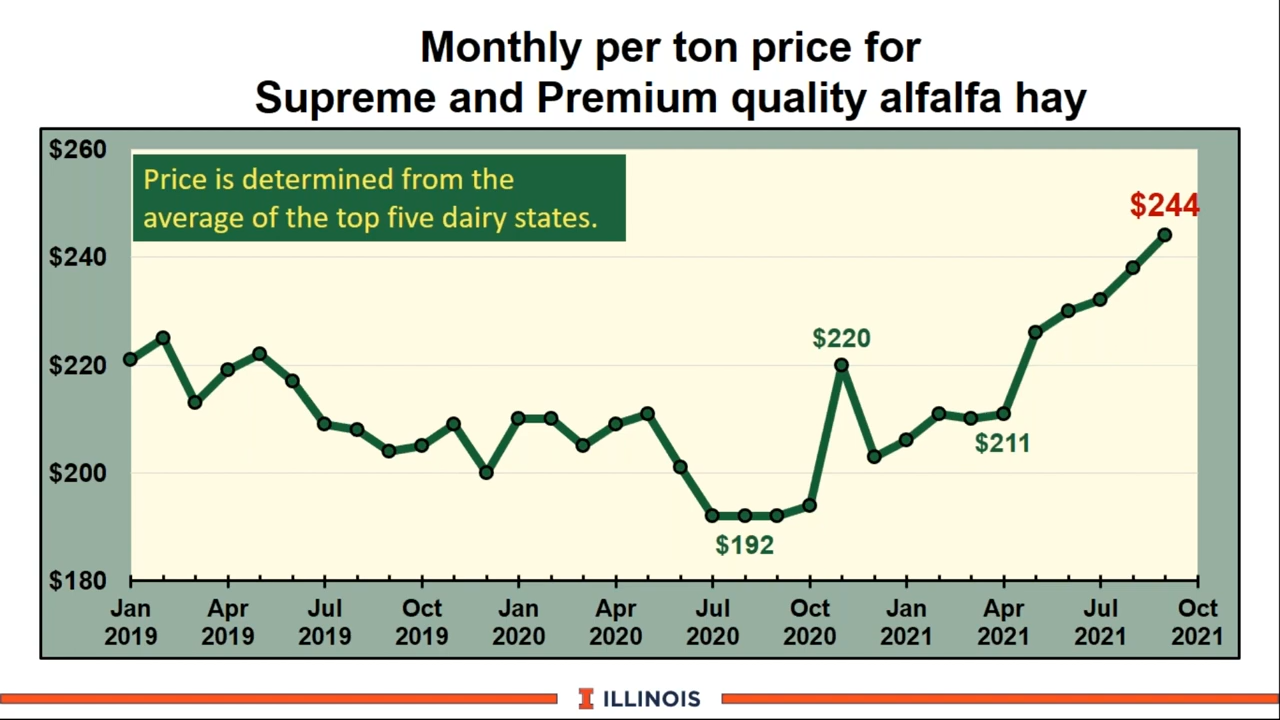 Monthly per ton price for
Supreme and Premium quality alfalfa hay
$260
Price is determined from the
average of the top five dairy states.
$244
$240
$220
$220
$211
$200
$192
$180
Jan Apr Jul Oct Jan Apr Jul Oct Jan Apr Jul Oct
2019 2019 2019 2019 2020 2020 2020 2020 2021 2021 2021 2021
I ILLINOIS